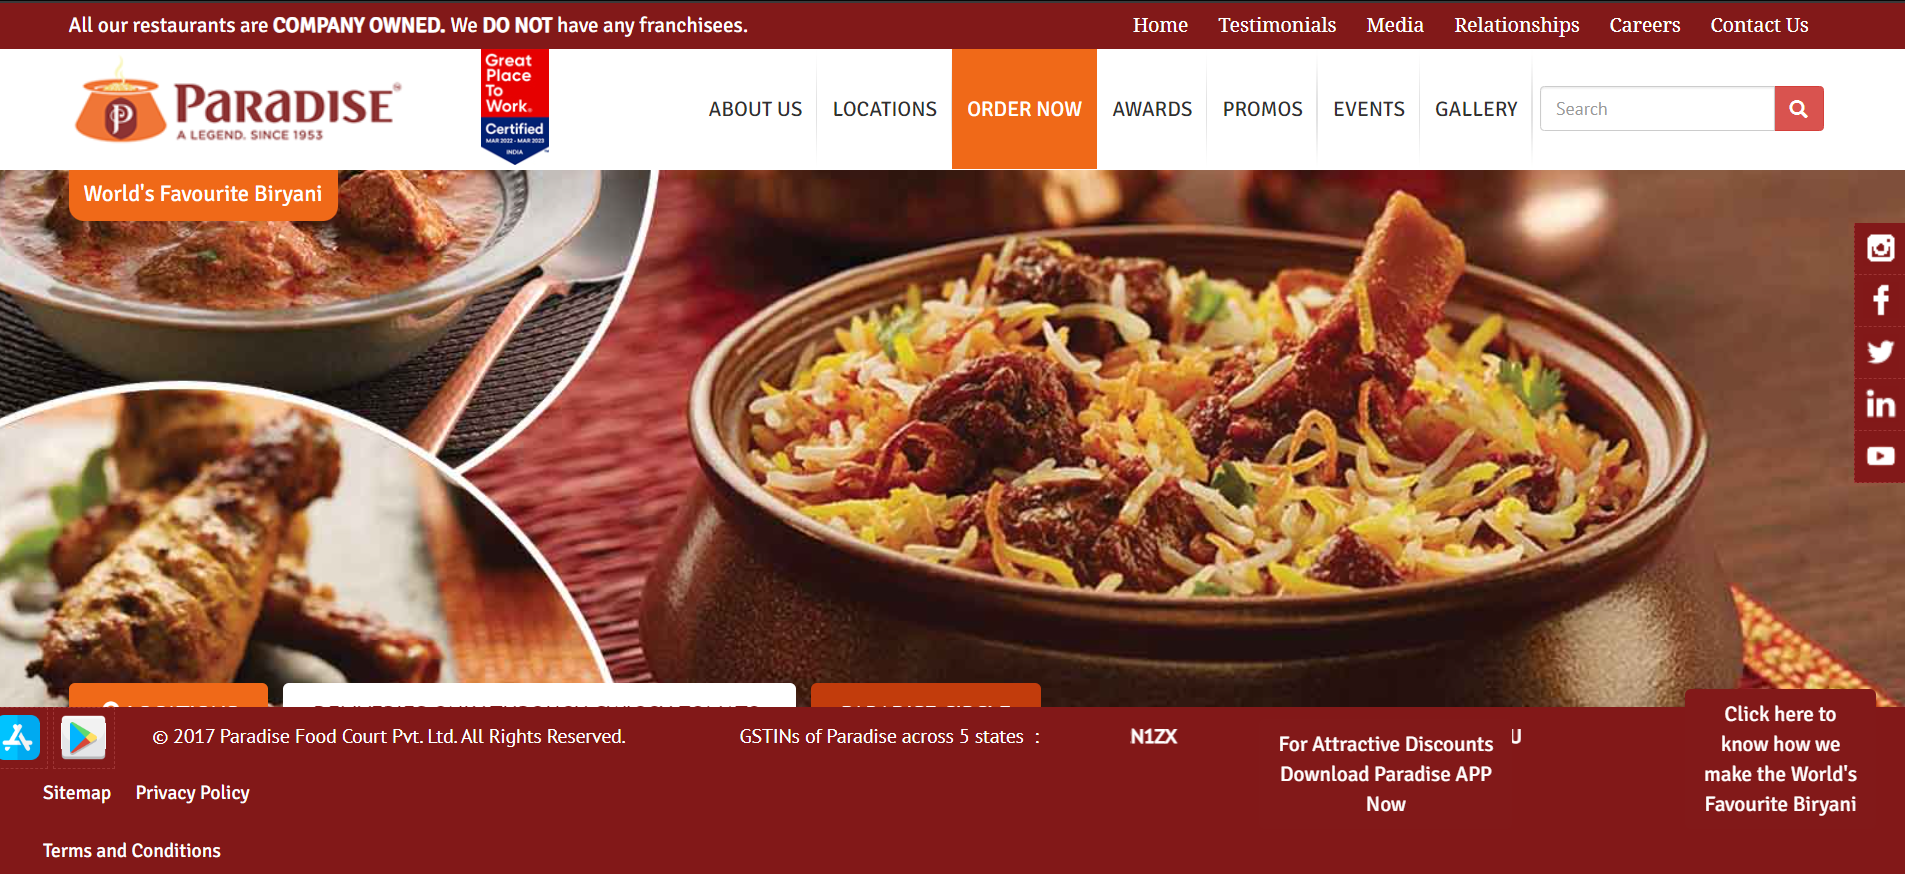 All our restaurants are COMPANY OWNED. We DO NOT have any franchisees.
Home Testimonials Media Relationships Careers Contact Us
PARADISE™
A LEGEND. SINCE 1953
P
Great
Place
To
Work.
Certified
MAR 2022 - MAR 2023
INDIA
ABOUT US LOCATIONS ORDER NOW AWARDS PROMOS EVENTS GALLERY
Search
World's Favourite Biryani
© 2017 Paradise Food Court Pvt. Ltd. All Rights Reserved.
GSTINs of Paradise across 5 states :
N1ZX
U
For Attractive Discounts
Download Paradise APP
Now
Click here to
know how we
make the World's
Favourite Biryani
Sitemap Privacy Policy
Terms and Conditions